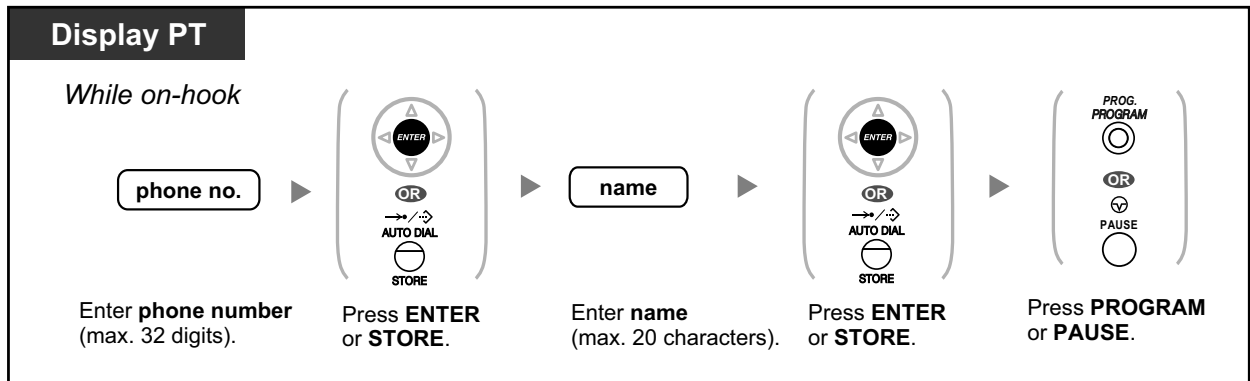 Display PT
While on-hook
phone no.
ENTER
OR
AUTO DIAL
STORE
name
ENTER
OR
AUTO DIAL
STORE
PROG.
PROGRAM
OR
PAUSE
Enter phone number
(max. 32 digits).
Press ENTER
or STORE.
Enter name
(max. 20 characters).
Press ENTER
or STORE.
Press PROGRAM
or PAUSE.